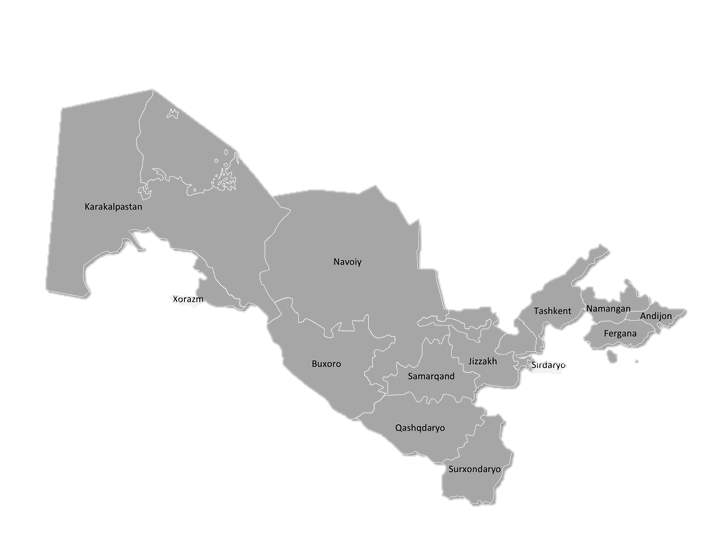 Karakalpastan
Navoiy
Xorazm
Tashkent
Namangan
Andijon
Fergana
Buxoro
Jizzakh
Sirdaryo
Samarqand
Qashqdaryo
Surxondaryo